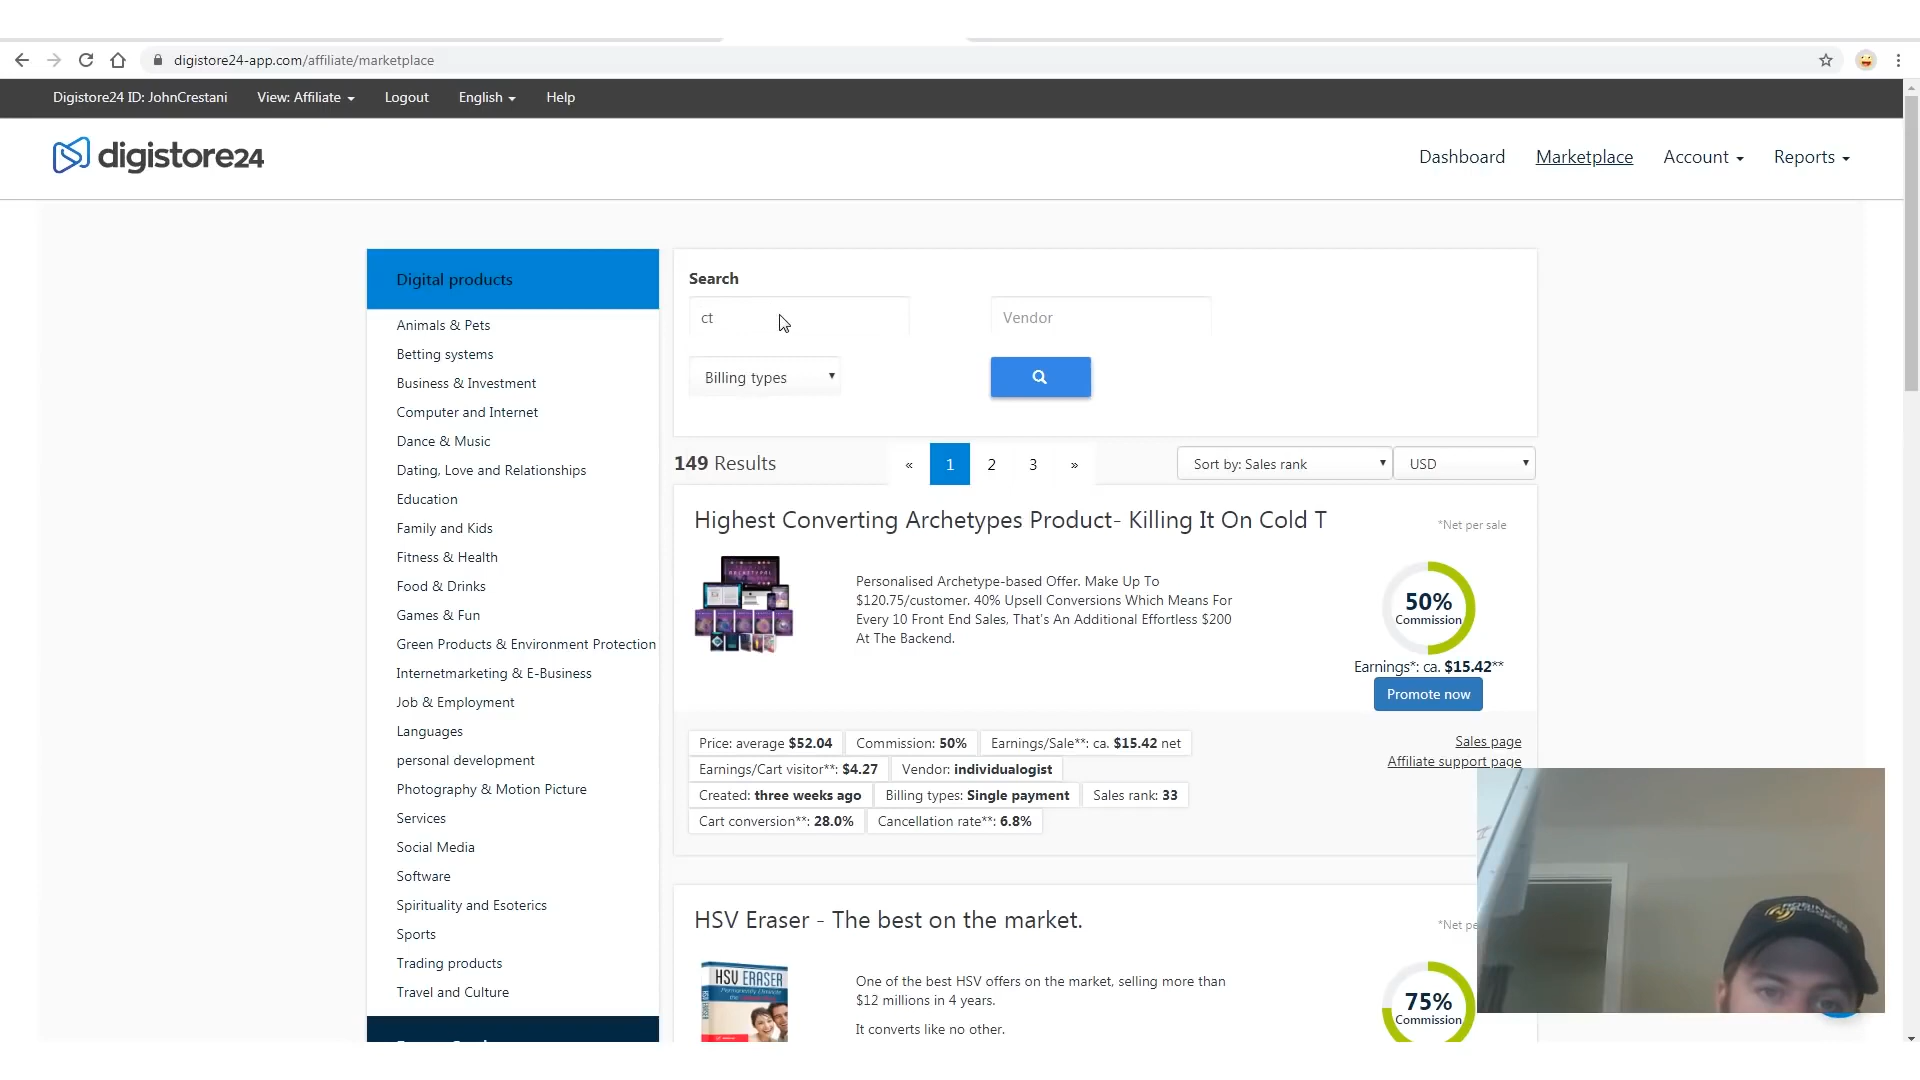 digistore24-app.com/affiliate/marketplace
Digistore24 ID: JohnCrestani View: Affiliate Logout English Help
digistore24
Dashboard Marketplace Account Reports
Digital products
Animals & Pets
Betting systems
Business & Investment
Computer and Internet
Dance & Music
Dating, Love and Relationships
Education
Family and Kids
Fitness & Health
Food & Drinks
Games & Fun
Green Products & Environment Protection
Internetmarketing & E-Business
Job & Employment
Languages
personal development
Photography & Motion Picture
Services
Social Media
Software
Spirituality and Esoterics
Sports
Trading products
Travel and Culture
Search
ct
Vendor
Billing types
149 Results
« 1 2 3 »
Sort by: Sales rank
USD
Highest Converting Archetypes Product- Killing It On Cold T
*Net per sale
Personalised Archetype-based Offer. Make Up To
$120.75/customer. 40% Upsell Conversions Which Means For
Every 10 Front End Sales, That's An Additional Effortless $200
At The Backend.
50%
Commission
Earnings*: ca. $15.42**
Promote now
Price: average $52.04 Commission: 50% Earnings/Sale**: ca. $15.42 net
Earnings/Cart visitor**: $4.27 Vendor: individualogist
Created: three weeks ago Billing types: Single payment Sales rank: 33
Cart conversion**: 28.0% Cancellation rate**: 6.8%
Sales page
Affiliate support page
HSV Eraser - The best on the market.
*Net pe
HSV ERASER
One of the best HSV offers on the market, selling more than
$12 millions in 4 years.
It converts like no other.
75%
Commission